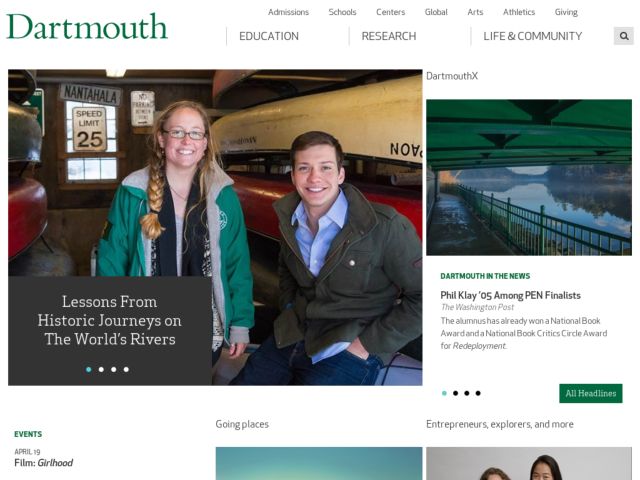 Dartmouth
Admissions
Schools
Centers
Global
Arts
Athletics
Giving
EDUCATION
RESEARCH
LIFE & COMMUNITY
NANTAHALA
NO
PARKING
BETWEEN
SIGNS
SPEED
LIMIT
25
Lessons From
Historic Journeys on
The World's Rivers
DartmouthX
DARTMOUTH IN THE NEWS
Phil Klay '05 Among PEN Finalists
The Washington Post
The alumnus has already won a National Book
Award and a National Book Critics Circle Award
for Redeployment.
All Headlines
EVENTS
APRIL 19
Film: Girlhood
Going places
Entrepreneurs, explorers, and more